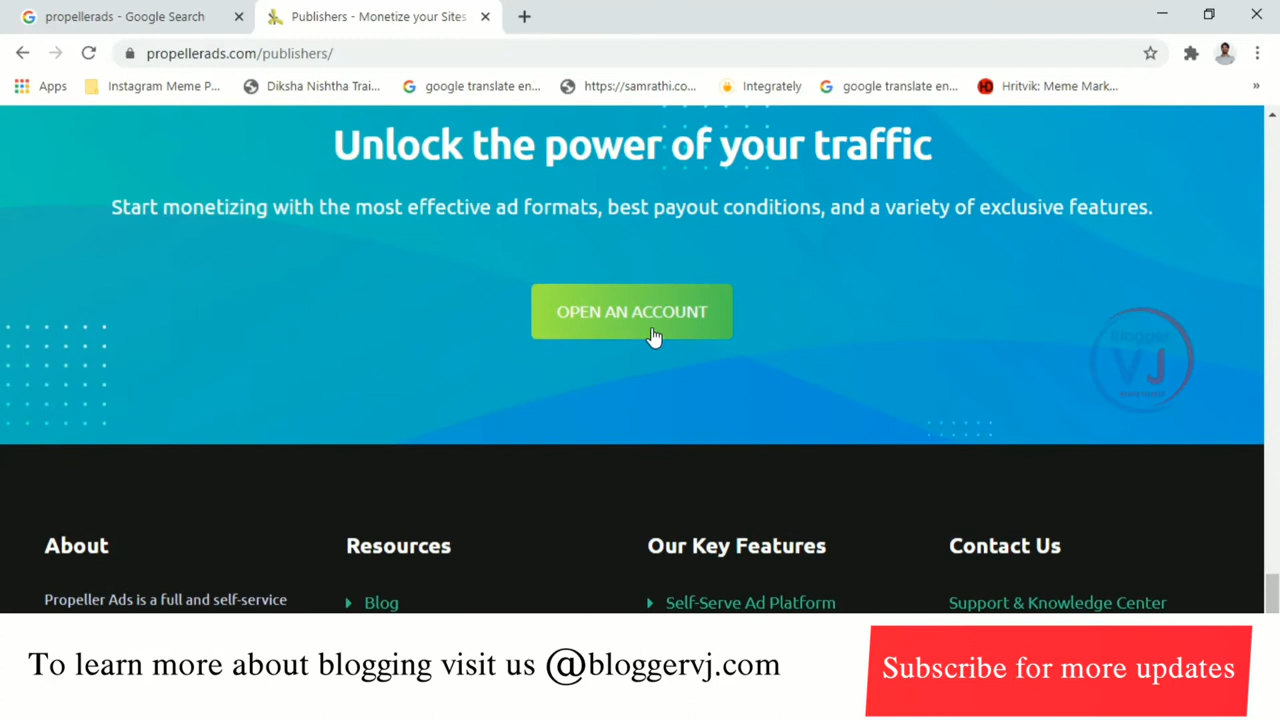 propellerads - Google Search
Publishers - Monetize your Sites
propellerads.com/publishers/
Apps
Instagram Meme P...
Diksha Nishtha Trai...
google translate en...
https://samrathi.co...
Integrately
google translate en...
Hritvik: Meme Mark...
»
Unlock the power of your traffic
Start monetizing with the most effective ad formats, best payout conditions, and a variety of exclusive features.
OPEN AN ACCOUNT
Blogger
VJ
About
Resources
Our Key Features
Contact Us
Propeller Ads is a full and self-service
Blog
Self-Serve Ad Platform
Support & Knowledge Center
To learn more about blogging visit us @bloggervj.com
Subscribe for more updates